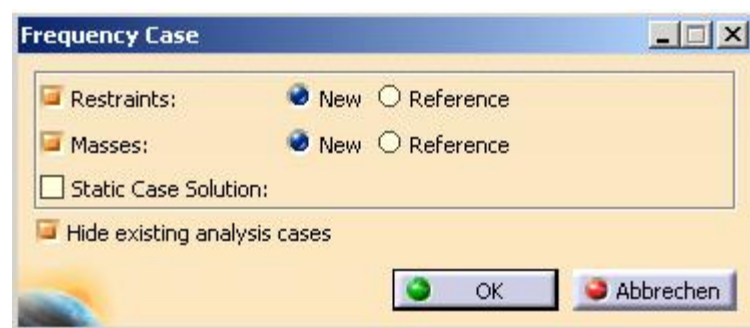 Frequency Case
Restraints: New Reference
Masses: New Reference
Static Case Solution:
Hide existing analysis cases
OK Abbrechen